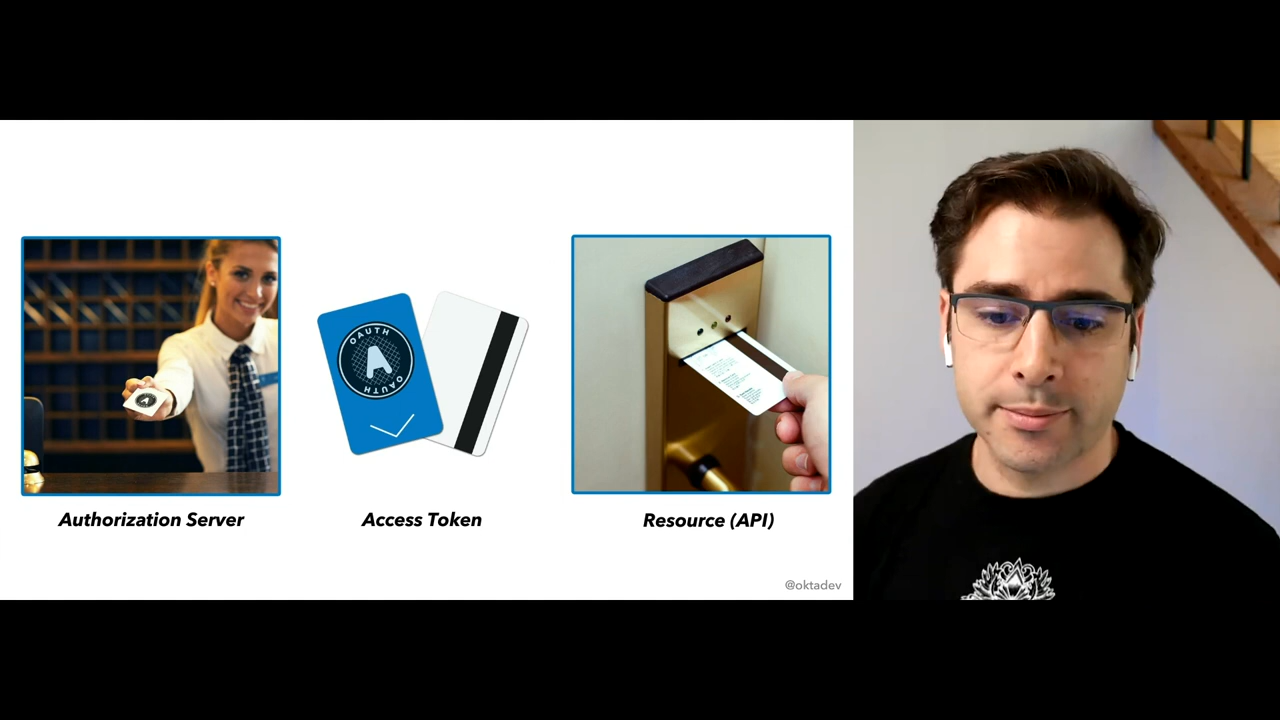 OAUTH
A
OAUTH
Authorization Server
Access Token
Resource (API)
@oktadev